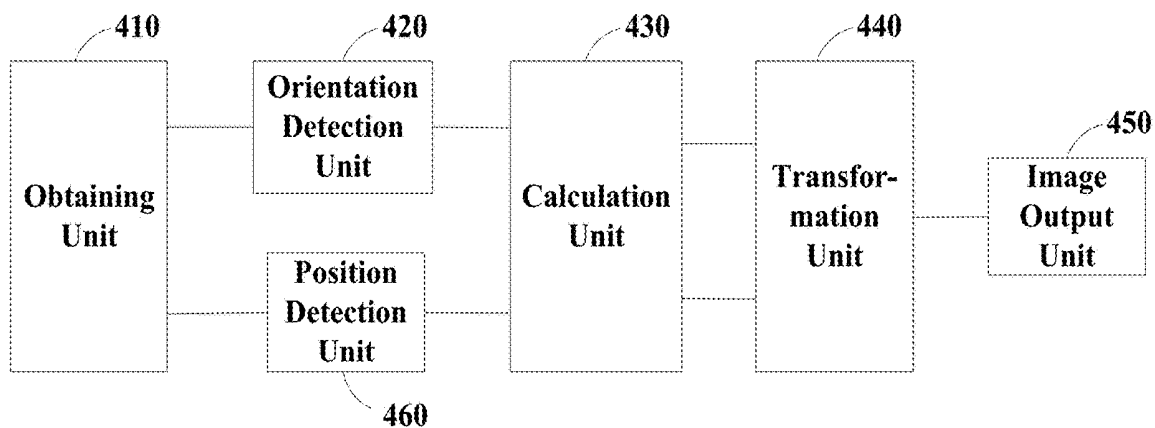 410
420
430
440
450
Obtaining
Unit
Orientation
Detection
Unit
Position
Detection
Unit
460
Calculation
Unit
Transfor-
mation
Unit
Image
Output
Unit